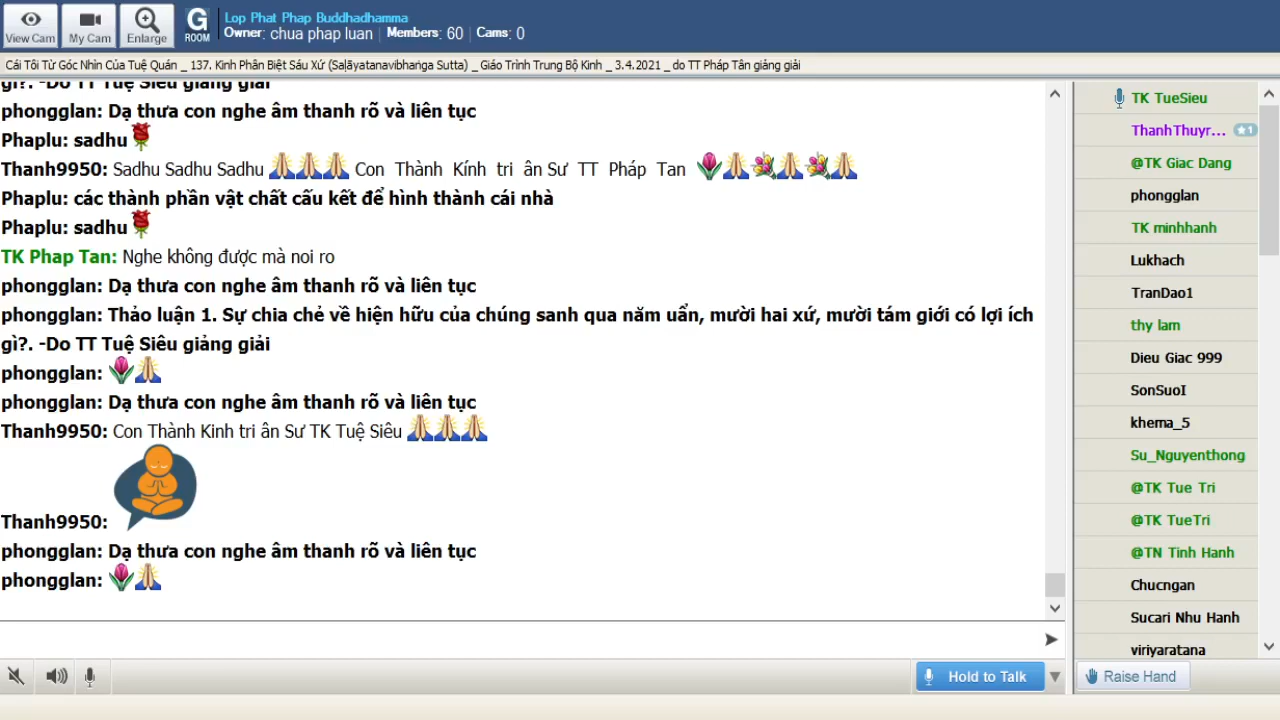 View Cam
My Cam
Enlarge
G
ROOM
Lop Phat Phap Buddhadhamma
Owner: chua phap luan | Members: 60 | Cams: 0
Cái Tôi Từ Góc Nhìn Của Tuệ Quán _ 137. Kinh Phân Biệt Sáu Xứ (Saḷāyatanavibhaṅga Sutta) _ Giáo Trình Trung Bộ Kinh _ 3.4.2021 _ do TT Pháp Tân giảng giải
gì?. -Do TT Tuệ Siêu giảng giải
phongglan: Dạ thưa con nghe âm thanh rõ và liên tục
Phaplu: sadhu
Thanh9950: Sadhu Sadhu Sadhu Con Thành Kính tri ân Sư TT Pháp Tan
Phaplu: các thành phần vật chất cấu kết để hình thành cái nhà
Phaplu: sadhu
TK Phap Tan: Nghe không được mà noi ro
phongglan: Dạ thưa con nghe âm thanh rõ và liên tục
phongglan: Thảo luận 1. Sự chia chẻ về hiện hữu của chúng sanh qua năm uẩn, mười hai xứ, mười tám giới có lợi ích
gì?. -Do TT Tuệ Siêu giảng giải
phongglan:
phongglan: Dạ thưa con nghe âm thanh rõ và liên tục
Thanh9950: Con Thành Kinh tri ân Sư TK Tuệ Siêu
Thanh9950:
phongglan: Dạ thưa con nghe âm thanh rõ và liên tục
phongglan:
TK TueSieu
ThanhThuyr... 1
@TK Giac Dang
phongglan
TK minhhanh
Lukhach
TranDao1
thy lam
Dieu Giac 999
SonSuoI
khema_5
Su_Nguyenthong
@TK Tue Tri
@TK TueTri
@TN Tinh Hanh
Chucngan
Sucari Nhu Hanh
viriyaratana
Hold to Talk
Raise Hand